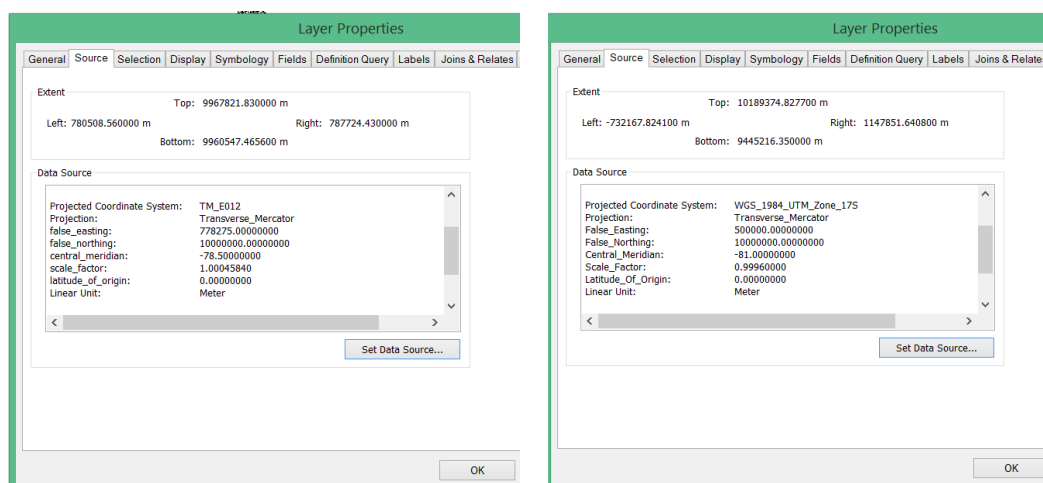 Layer Properties
General Source Selection Display Symbology Fields Definition Query Labels Joins & Relates
Extent
Top: 9967821.830000 m
Left: 780508.560000 m Right: 787724.430000 m
Bottom: 9960547.465600 m
Data Source
Projected Coordinate System: TM_E012
Projection: Transverse_Mercator
false_easting: 778275.00000000
false_northing: 10000000.00000000
central_meridian: -78.50000000
scale_factor: 1.00045840
latitude_of_origin: 0.00000000
Linear Unit: Meter
Set Data Source...
OK
Layer Properties
General Source Selection Display Symbology Fields Definition Query Labels Joins & Relate
Extent
Top: 10189374.827700 m
Left: -732167.824100 m Right: 1147851.640800 m
Bottom: 9445216.350000 m
Data Source
Projected Coordinate System: WGS_1984_UTM_Zone_17S
Projection: Transverse_Mercator
False_Easting: 500000.00000000
False_Northing: 10000000.00000000
Central_Meridian: -81.00000000
Scale_Factor: 0.99960000
Latitude_Of_Origin: 0.00000000
Linear Unit: Meter
Set Data Source...
OK